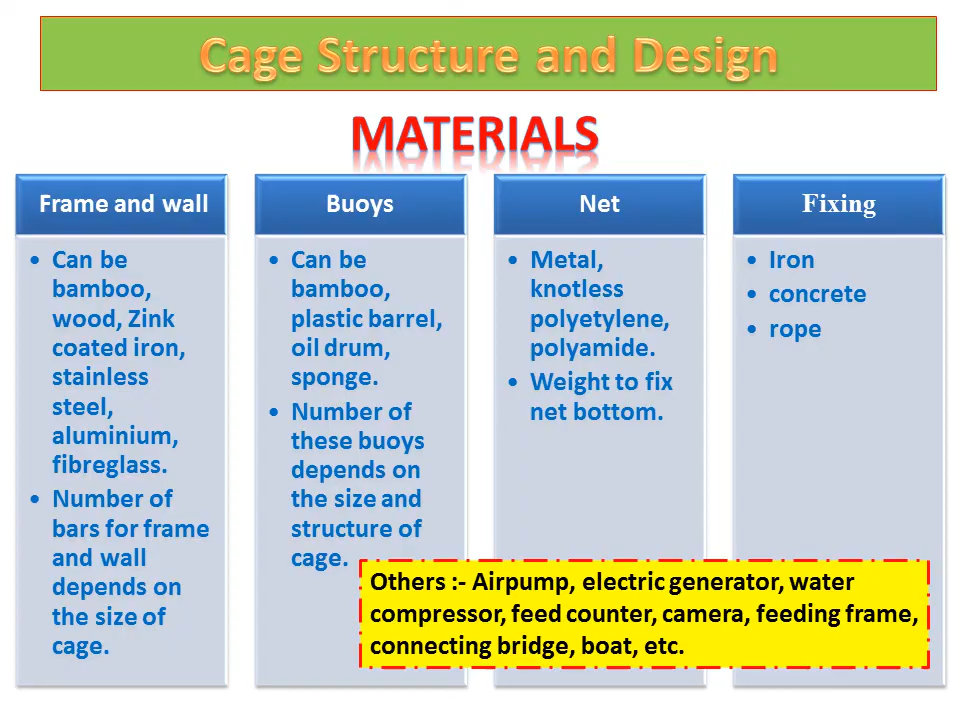 Cage Structure and Design
MATERIALS
Frame and wall
• Can be
bamboo,
wood, Zink
coated iron,
stainless
steel,
aluminium,
fibreglass.
• Number of
bars for frame
and wall
depends on
the size of
cage.
Buoys
• Can be
bamboo,
plastic barrel,
oil drum,
sponge.
• Number of
these buoys
depends on
the size and
structure of
cage.
Net
• Metal,
knotless
polyetylene,
polyamide.
• Weight to fix
net bottom.
Fixing
• Iron
• concrete
• rope
Others :- Airpump, electric generator, water
compressor, feed counter, camera, feeding frame,
connecting bridge, boat, etc.